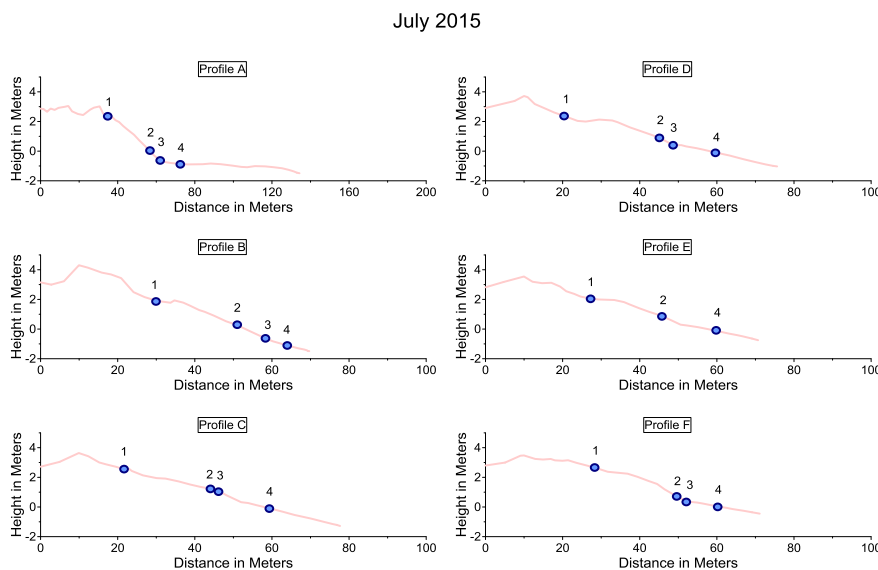 July 2015
Profile A
Height in Meters
4
2
0
-2
1
2
3
4
0 40 80 120 160 200
Distance in Meters
Profile D
Height in Meters
4
2
0
-2
1
2
3
4
0 20 40 60 80 100
Distance in Meters
Profile B
Height in Meters
4
2
0
-2
1
2
3
4
0 20 40 60 80 100
Distance in Meters
Profile E
Height in Meters
4
2
0
-2
1
2
4
0 20 40 60 80 100
Distance in Meters
Profile C
Height in Meters
4
2
0
-2
1
2 3
4
0 20 40 60 80 100
Distance in Meters
Profile F
Height in Meters
4
2
0
-2
1
2
3
4
0 20 40 60 80 100
Distance in Meters